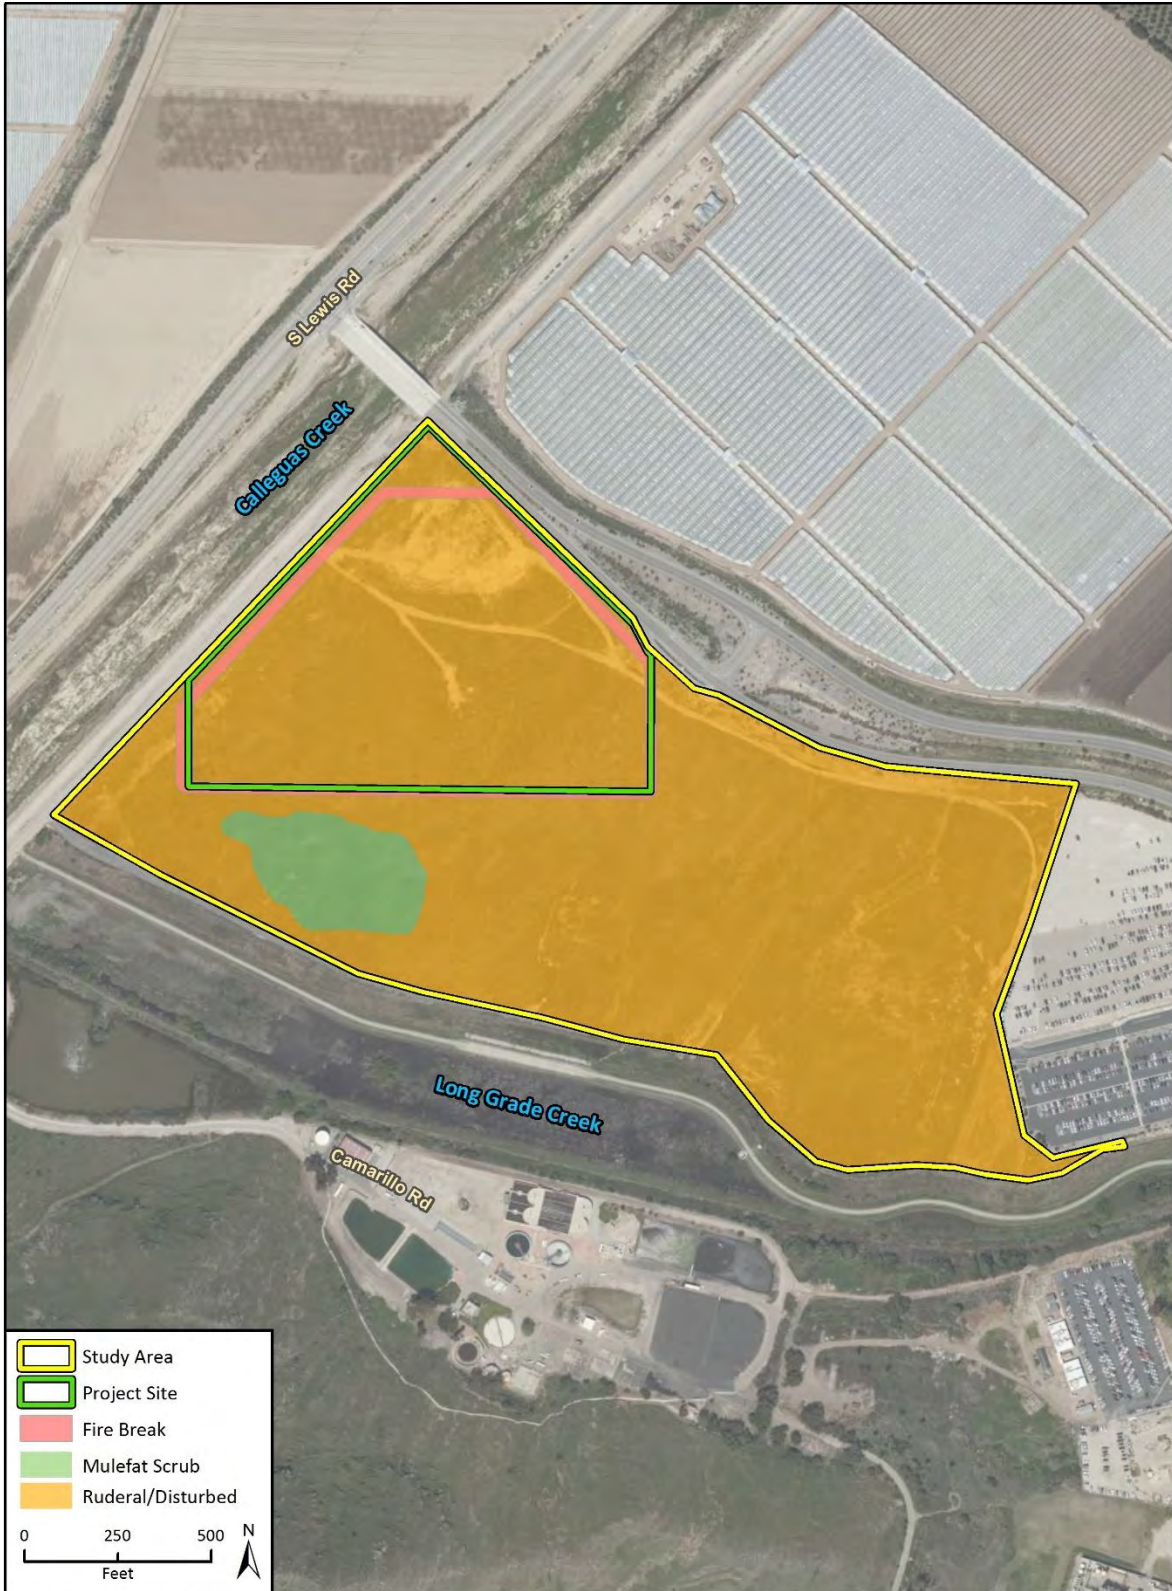 S Lewis Rd
Calleguas Creek
Long Grade Creek
Camarillo Rd
Study Area
Project Site
Fire Break
Mulefat Scrub
Ruderal/Disturbed
0 250 500
N
Feet